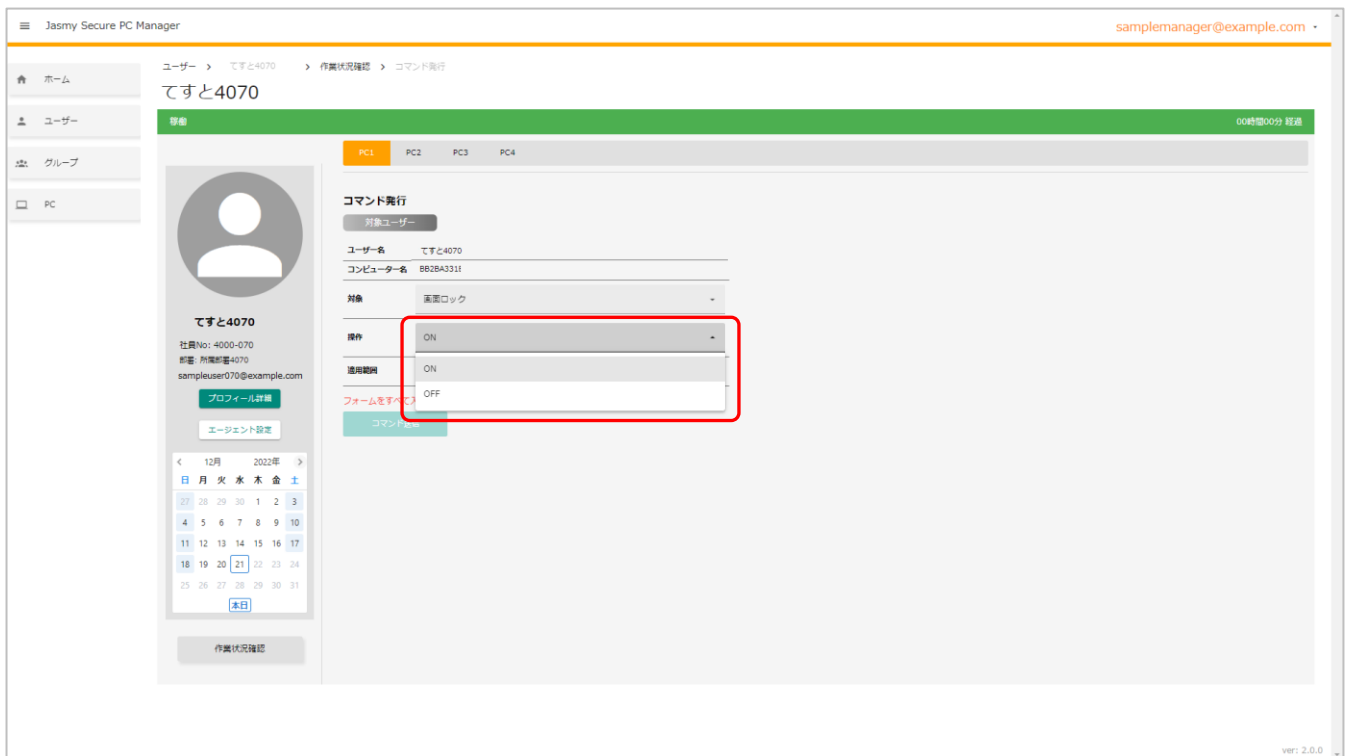 Jasmy Secure PC Manager
samplemanager@example.com
ホーム
ユーザー
グループ
PC
ユーザー > てすと4070 > 作業状況確認 > コマンド発行
てすと4070
稼働 00時間00分 経過
PC1 PC2 PC3 PC4
てすと4070
社員No: 4000-070
部署: 所属部署4070
sampleuser070@example.com
プロフィール詳細
エージェント設定
< 12月 2022年 >
日 月 火 水 木 金 土
27 28 29 30 1 2 3
4 5 6 7 8 9 10
11 12 13 14 15 16 17
18 19 20 21 22 23 24
25 26 27 28 29 30 31
本日
作業状況確認
コマンド発行
対象ユーザー
ユーザー名 てすと4070
コンピューター名 BB2BA331
対象 画面ロック
操作 ON
ON
OFF
適用範囲
フォームをすべて
コマンド
ver: 2.0.0